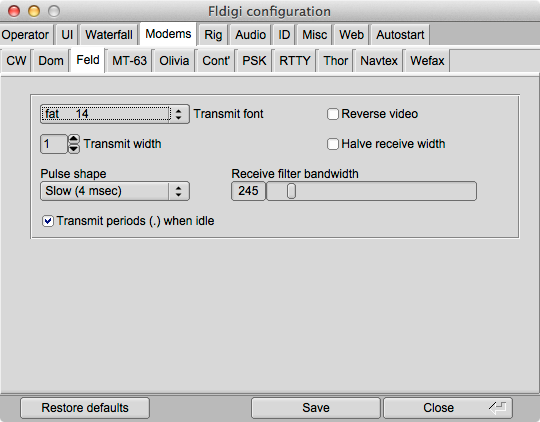 Fldigi configuration
Operator UI Waterfall Modems Rig Audio ID Misc Web Autostart
CW Dom Feld MT-63 Olivia Cont' PSK RTTY Thor Navtex Wefax
fat 14 Transmit font Reverse video
1 Transmit width Halve receive width
Pulse shape Receive filter bandwidth
Slow (4 msec) 245
Transmit periods (.) when idle
Restore defaults Save Close